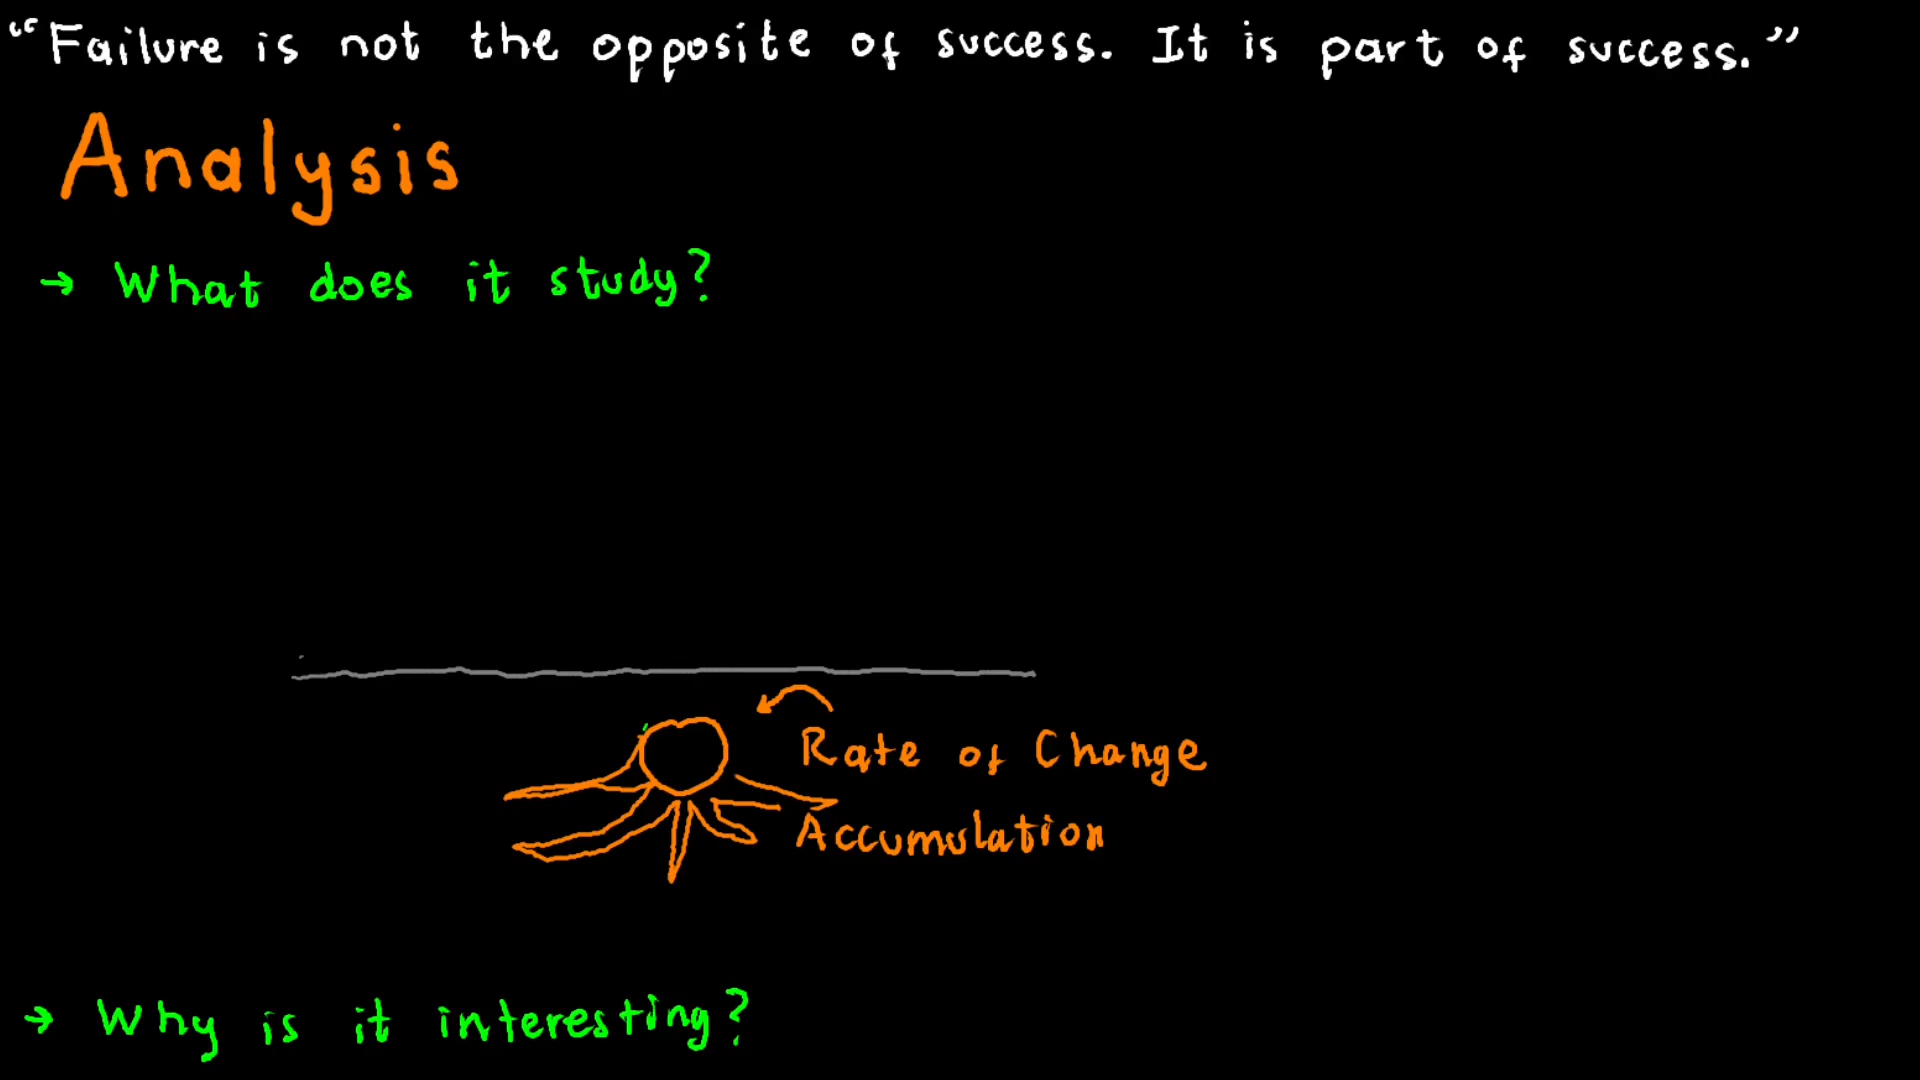 “Failure is not the opposite of success. It is part of success.”
Analysis
→ What does it study?
Rate of Change
Accumulation
→ Why is it interesting?